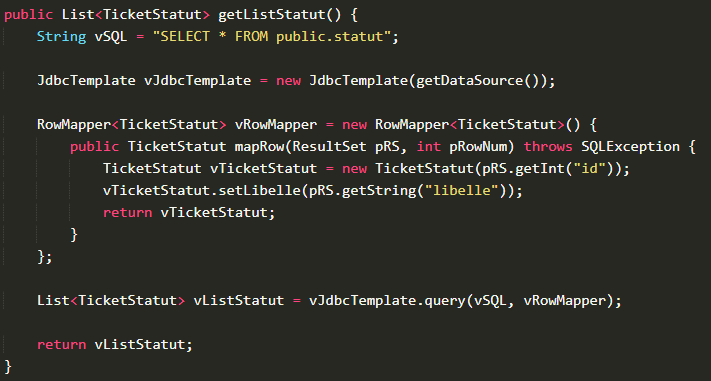 public List<TicketStatut> getListStatut() {
    String vSQL = "SELECT * FROM public.statut";

    JdbcTemplate vJdbcTemplate = new JdbcTemplate(getDataSource());

    RowMapper<TicketStatut> vRowMapper = new RowMapper<TicketStatut>() {
        public TicketStatut mapRow(ResultSet pRS, int pRowNum) throws SQLException {
            TicketStatut vTicketStatut = new TicketStatut(pRS.getInt("id"));
            vTicketStatut.setLibelle(pRS.getString("libelle"));
            return vTicketStatut;
        }
    };

    List<TicketStatut> vListStatut = vJdbcTemplate.query(vSQL, vRowMapper);

    return vListStatut;
}